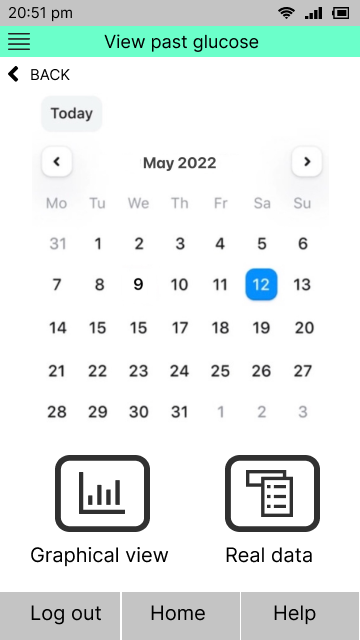 20:51 pm
View past glucose
BACK
Today
May 2022
Mo Tu We Th Fr Sa Su
31 1 2 3 4 5 6
7 8 9 10 11 12 13
14 15 15 17 18 19 20
21 22 23 24 25 26 27
28 29 30 31 1 2 3
Graphical view Real data
Log out Home Help